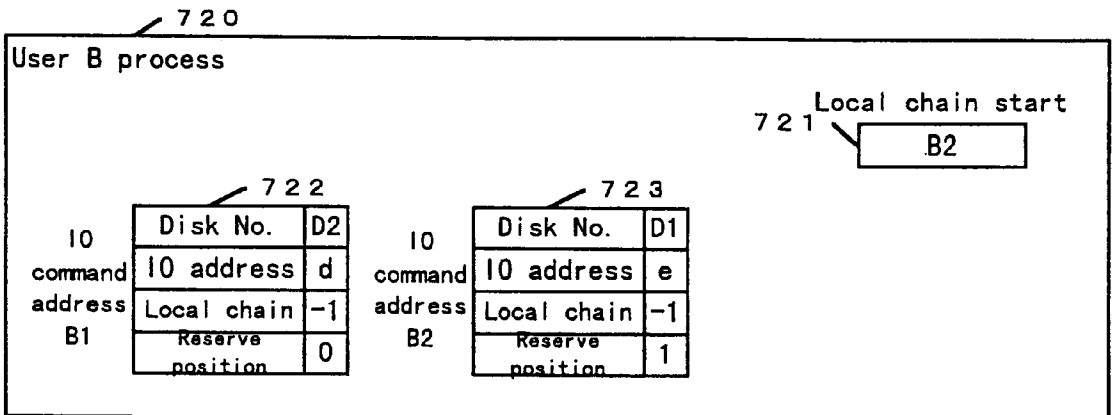 720
User B process
Local chain start
721
B2
722
723
IO
command
address
B1
Disk No. D2
IO address d
Local chain -1
Reserve
position 0
IO
command
address
B2
Disk No. D1
IO address e
Local chain -1
Reserve
position 1